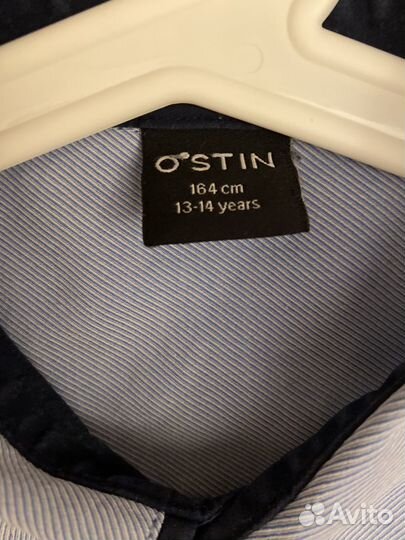 O'STIN
164 cm
13-14 years
Avito